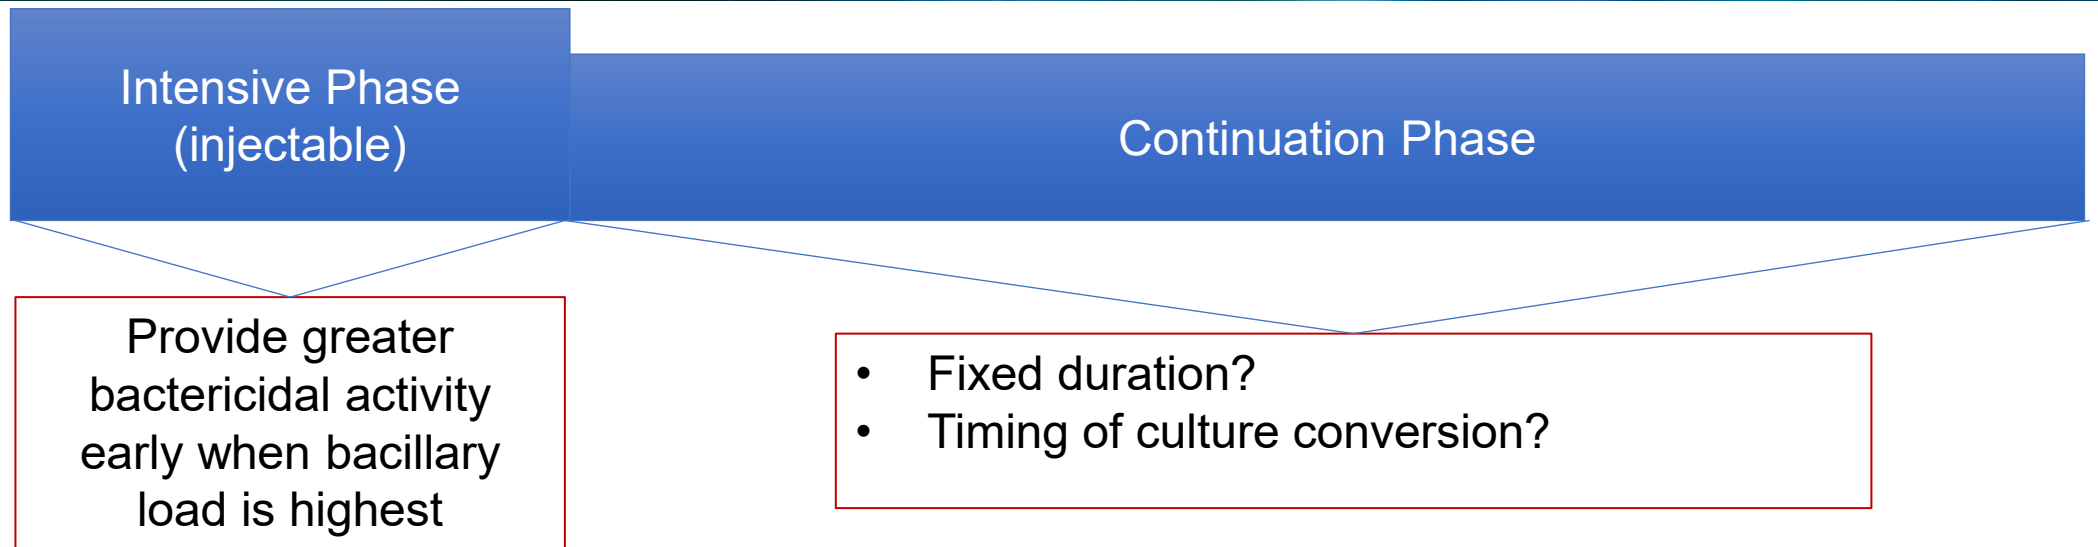 Intensive Phase
(injectable)
Continuation Phase
Provide greater
bactericidal activity
early when bacillary
load is highest
• Fixed duration?
• Timing of culture conversion?